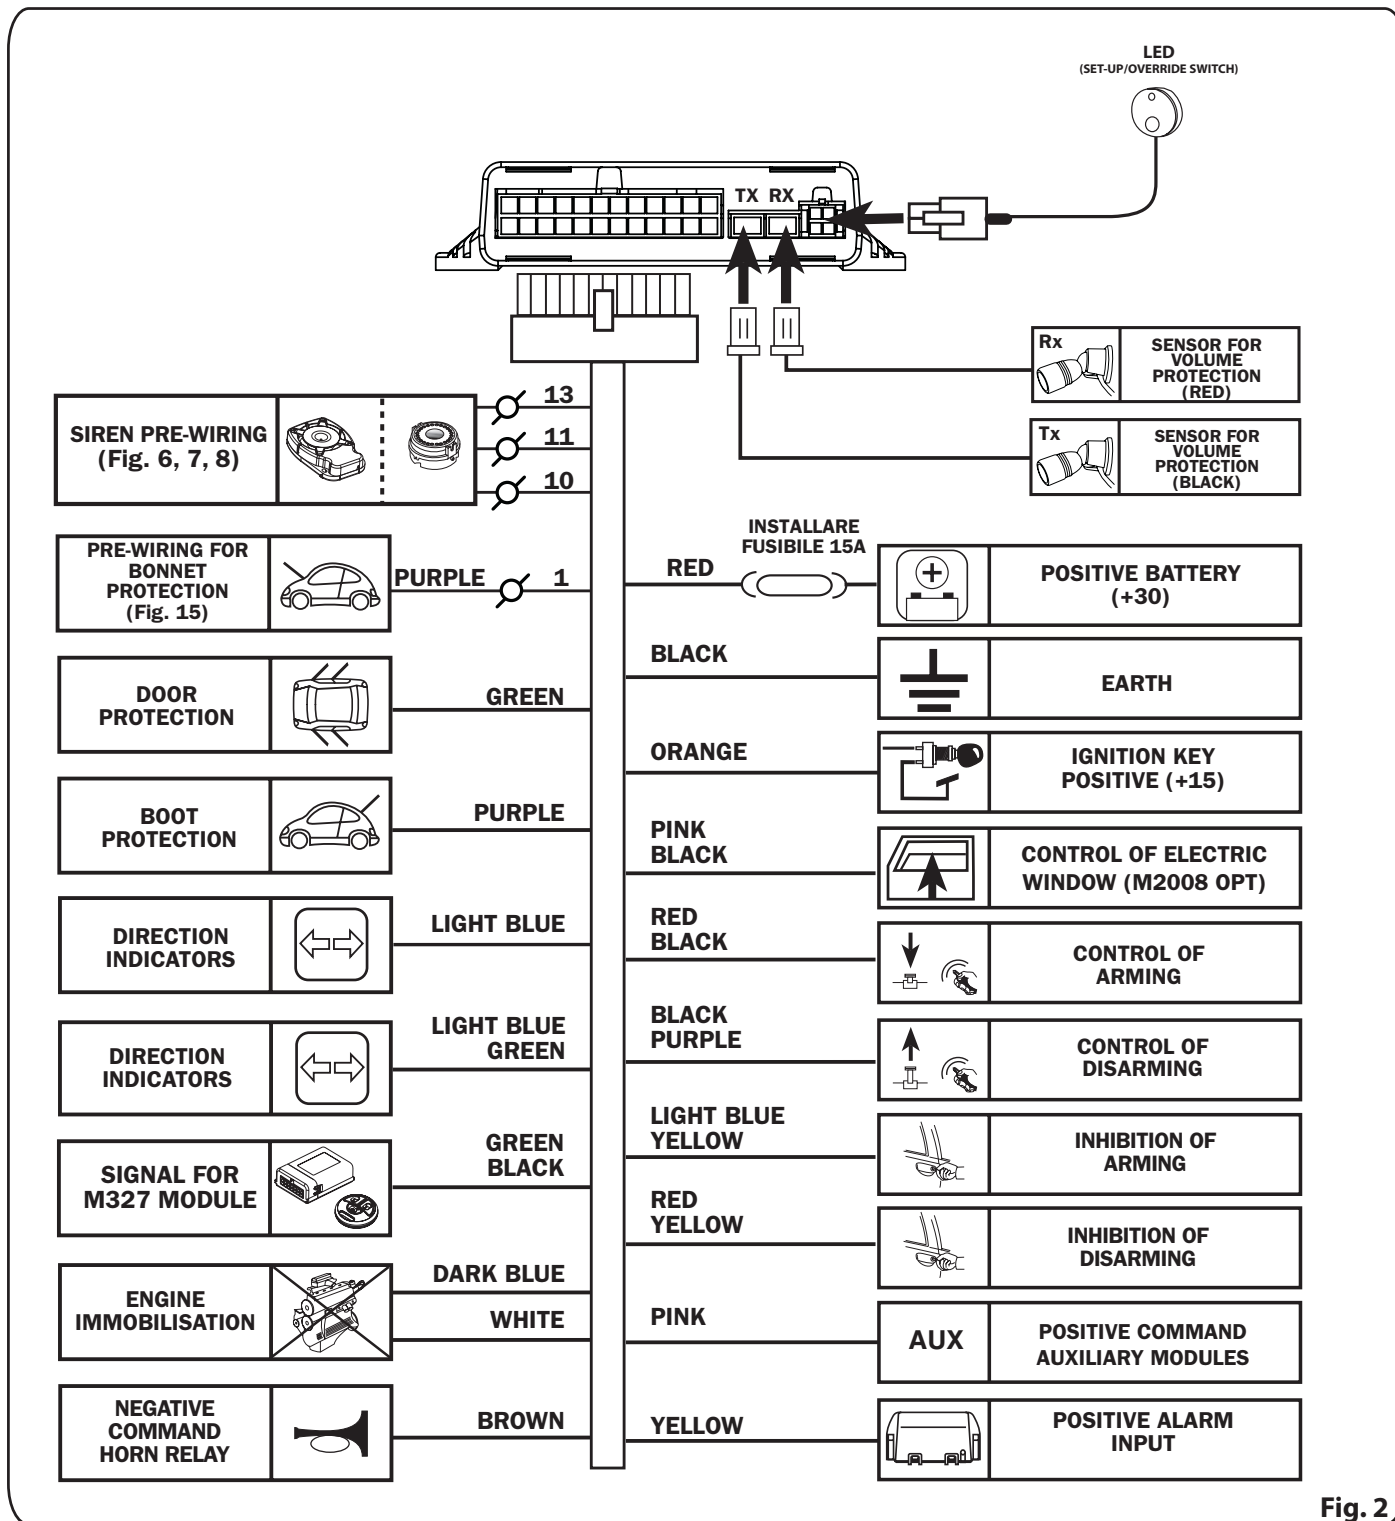 LED
(SET-UP/OVERRIDE SWITCH)
TX RX
Rx
SENSOR FOR
VOLUME
PROTECTION
(RED)
Tx
SENSOR FOR
VOLUME
PROTECTION
(BLACK)
SIREN PRE-WIRING
(Fig. 6, 7, 8)
13
11
10
PRE-WIRING FOR
BONNET
PROTECTION
(Fig. 15)
PURPLE
1
DOOR
PROTECTION
GREEN
BOOT
PROTECTION
PURPLE
DIRECTION
INDICATORS
LIGHT BLUE
DIRECTION
INDICATORS
LIGHT BLUE
GREEN
SIGNAL FOR
M327 MODULE
GREEN
BLACK
ENGINE
IMMOBILISATION
DARK BLUE
WHITE
NEGATIVE
COMMAND
HORN RELAY
BROWN
RED
INSTALLARE
FUSIBILE 15A
POSITIVE BATTERY
(+30)
BLACK
EARTH
ORANGE
IGNITION KEY
POSITIVE (+15)
PINK
BLACK
CONTROL OF ELECTRIC
WINDOW (M2008 OPT)
RED
BLACK
CONTROL OF
ARMING
BLACK
PURPLE
CONTROL OF
DISARMING
LIGHT BLUE
YELLOW
INHIBITION OF
ARMING
RED
YELLOW
INHIBITION OF
DISARMING
PINK
AUX
POSITIVE COMMAND
AUXILIARY MODULES
YELLOW
POSITIVE ALARM
INPUT
Fig. 2